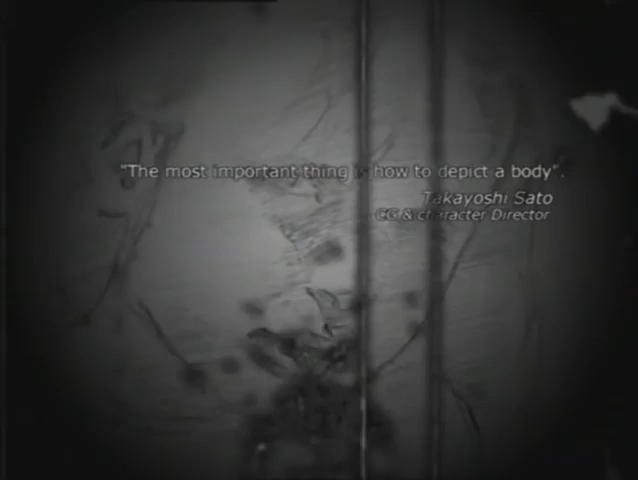 "The most important thing is how to depict a body".
Takayoshi Sato
CG & character Director